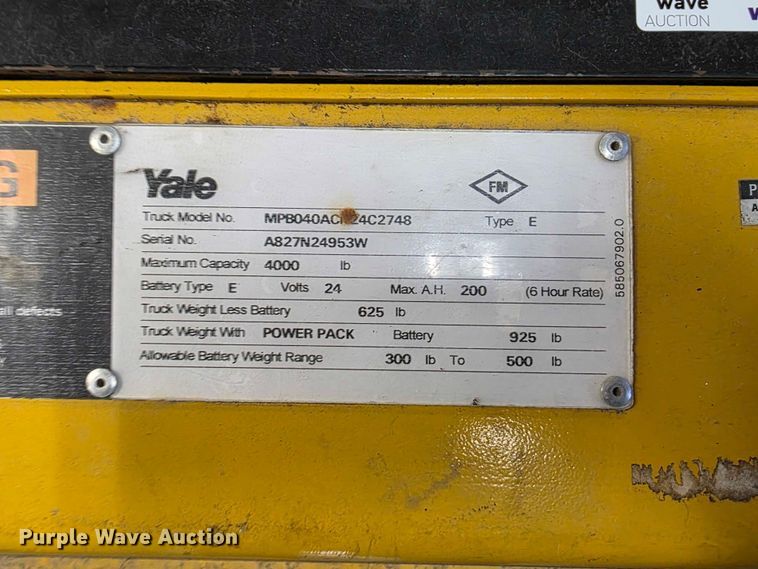 wave
AUCTION
G
Yale
FM
Truck Model No. MPB040AC 24C2748 Type E
Serial No. A827N24953W
Maximum Capacity 4000 lb
Battery Type E Volts 24 Max. A.H. 200 (6 Hour Rate)
Truck Weight Less Battery 625 lb
Truck Weight With POWER PACK Battery 925 lb
Allowable Battery Weight Range 300 lb To 500 lb
585067902.0
all defects
Purple Wave Auction